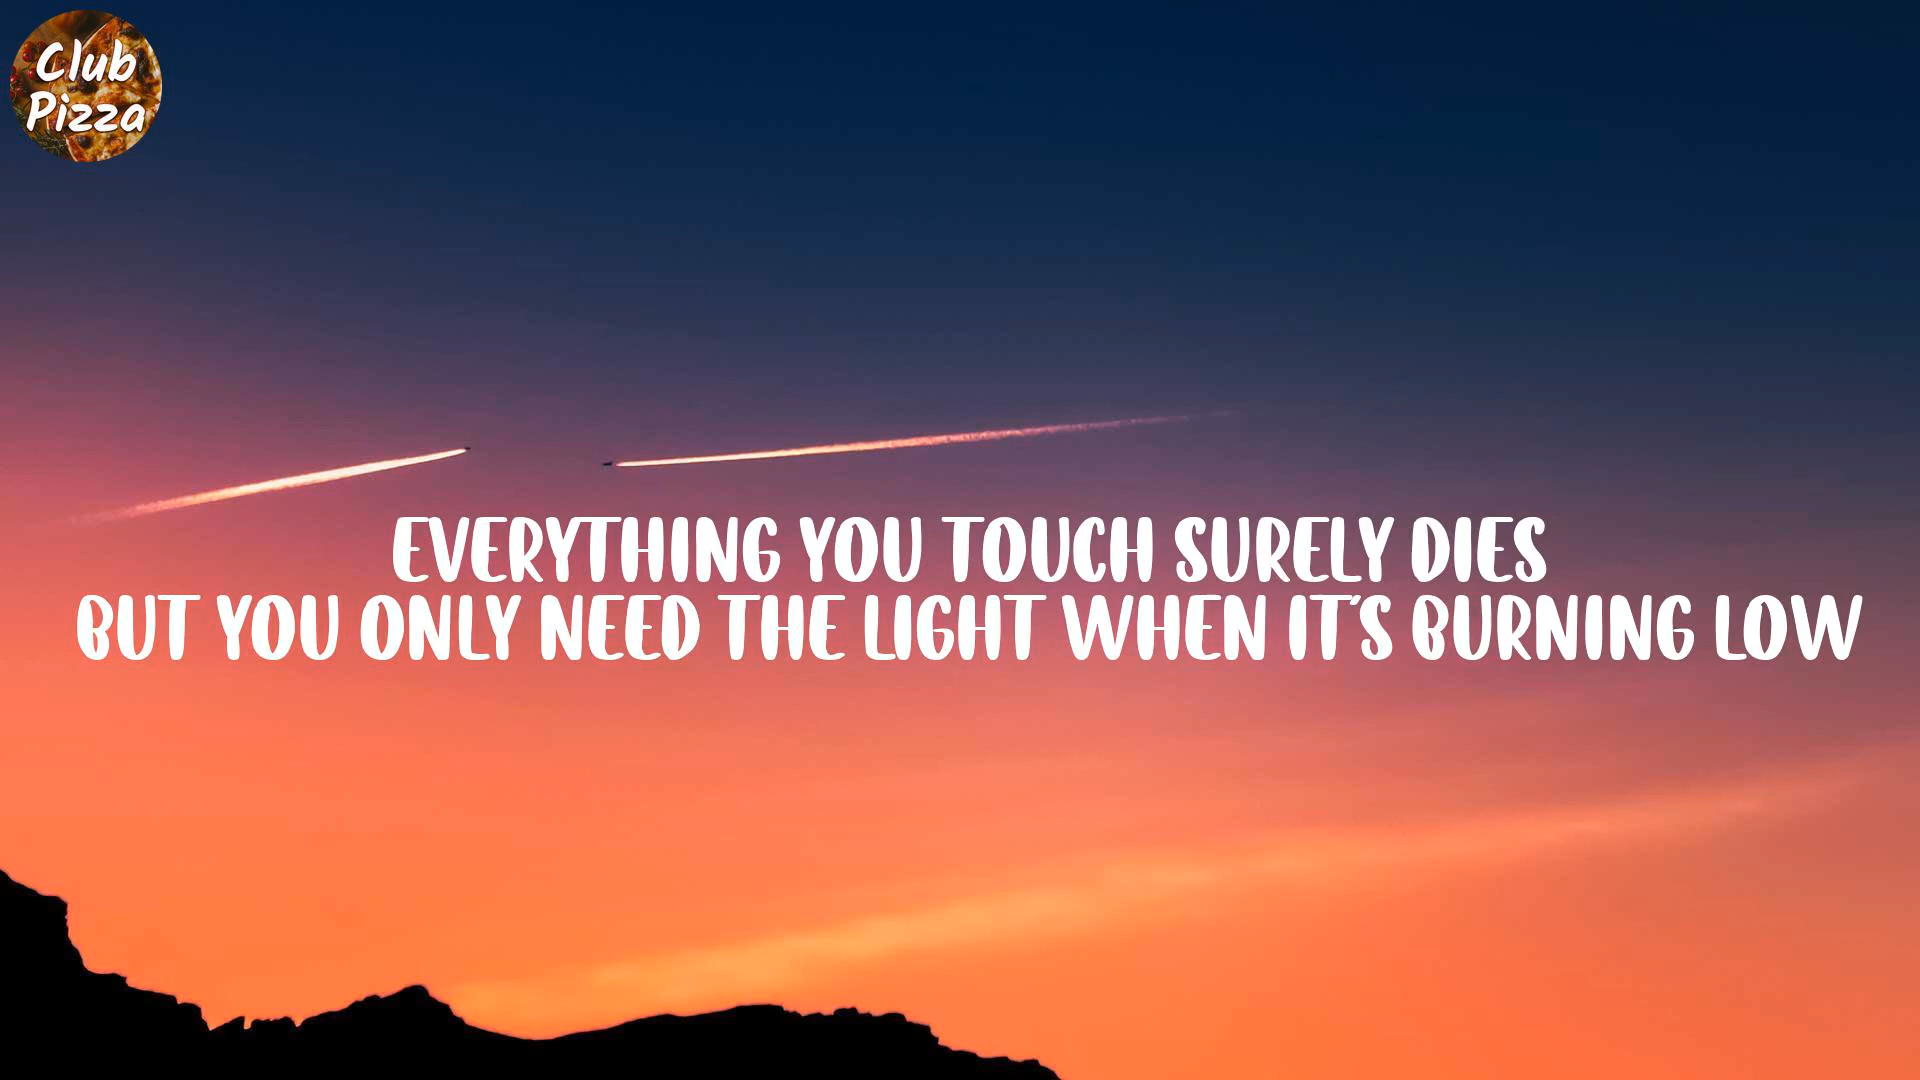 Club
Pizza
EVERYTHING YOU TOUCH SURELY DIES
BUT YOU ONLY NEED THE LIGHT WHEN IT'S BURNING LOW